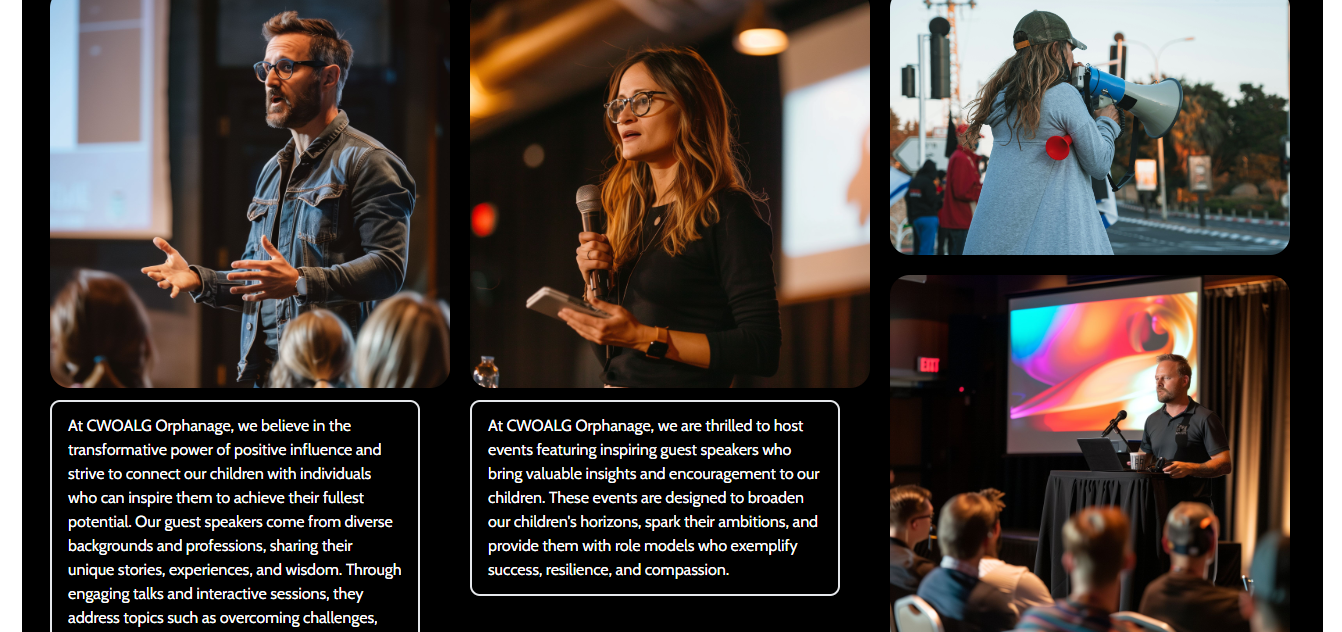 At CWOALG Orphanage, we believe in the
transformative power of positive influence and
strive to connect our children with individuals
who can inspire them to achieve their fullest
potential. Our guest speakers come from diverse
backgrounds and professions, sharing their
unique stories, experiences, and wisdom. Through
engaging talks and interactive sessions, they
address topics such as overcoming challenges,
At CWOALG Orphanage, we are thrilled to host
events featuring inspiring guest speakers who
bring valuable insights and encouragement to our
children. These events are designed to broaden
our children's horizons, spark their ambitions, and
provide them with role models who exemplify
success, resilience, and compassion.
EXIT